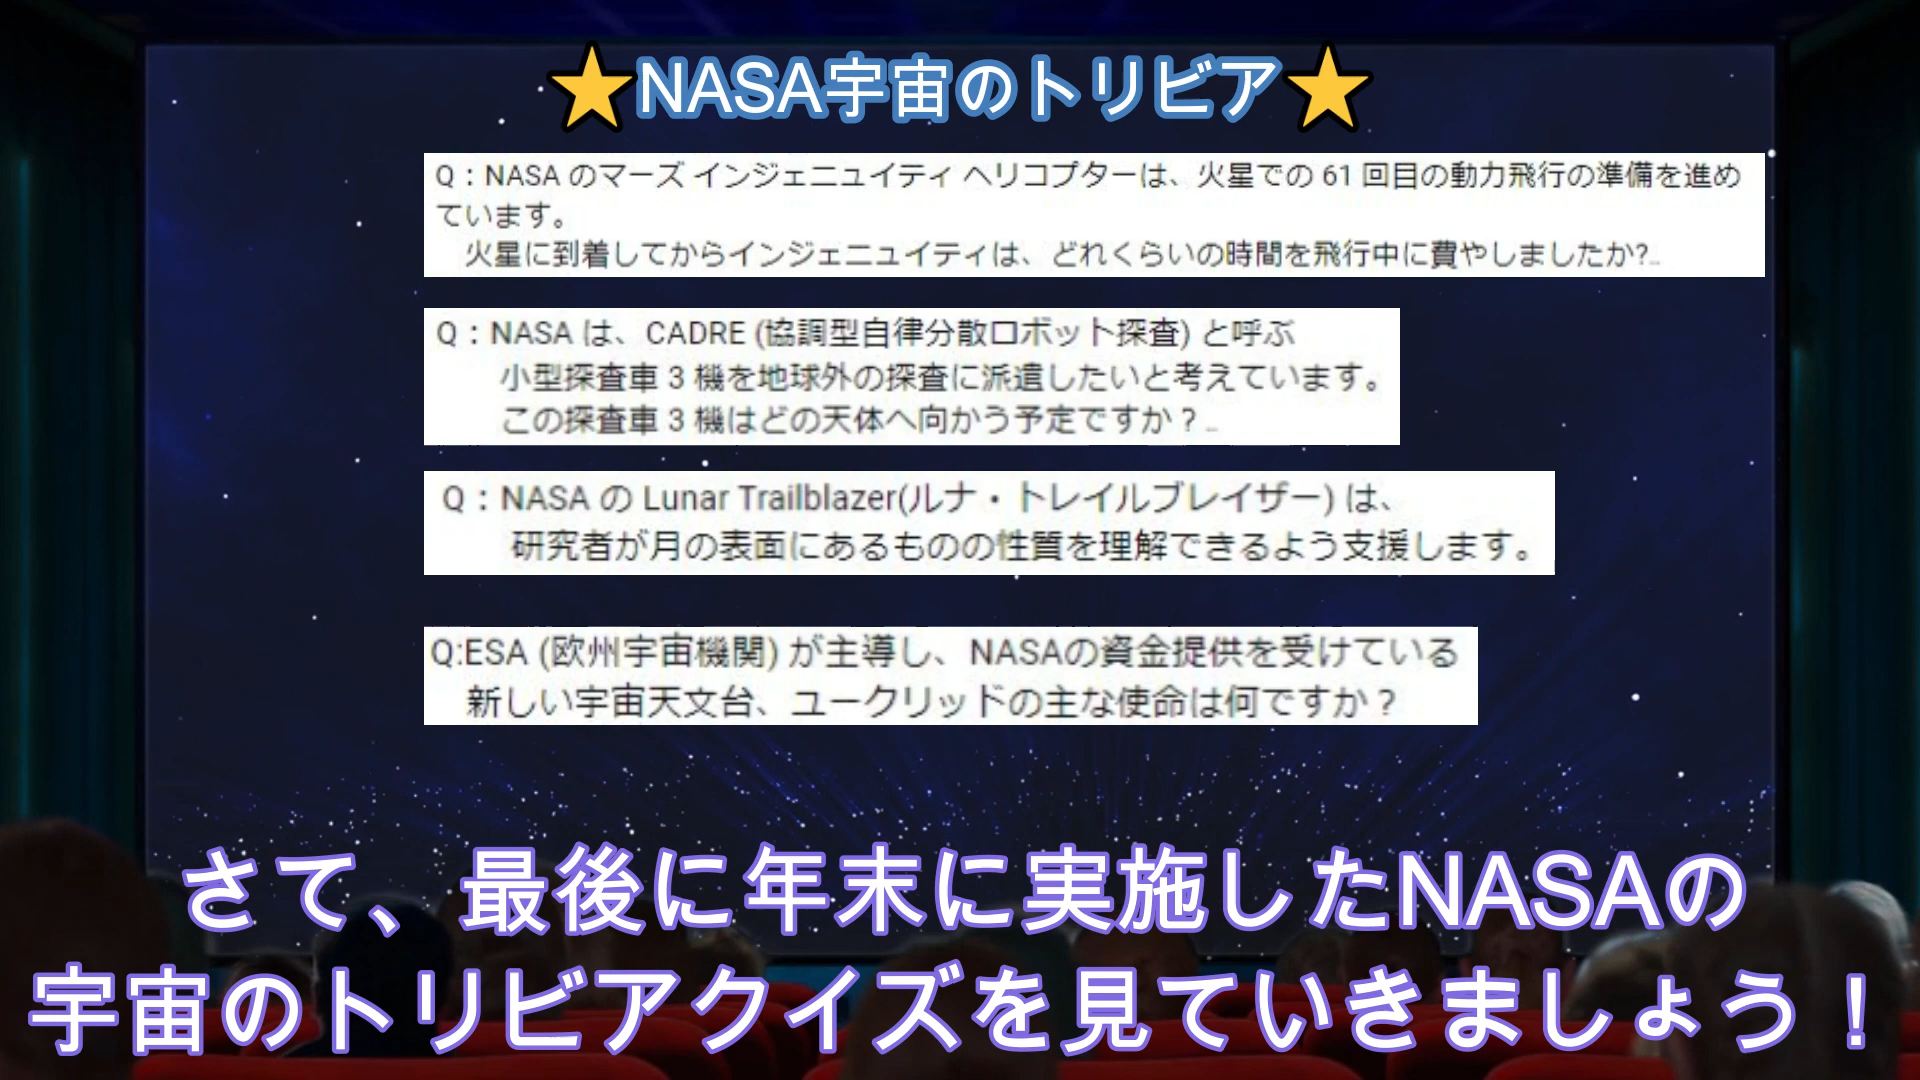 NASA宇宙のトリビア
Q：NASA のマーズ インジェニュイティ ヘリコプターは、火星での 61 回目の動力飛行の準備を進め
ています。
火星に到着してからインジェニュイティは、どれくらいの時間を飛行中に費やしましたか?..
Q：NASA は、CADRE (協調型自律分散ロボット探査) と呼ぶ
小型探査車 3 機を地球外の探査に派遣したいと考えています。
この探査車 3 機はどの天体へ向かう予定ですか？..
Q：NASA の Lunar Trailblazer(ルナ・トレイルブレイザー) は、
研究者が月の表面にあるものの性質を理解できるよう支援します。
Q:ESA (欧州宇宙機関) が主導し、NASAの資金提供を受けている
新しい宇宙天文台、ユークリッドの主な使命は何ですか？
さて、最後に年末に実施したNASAの
宇宙のトリビアクイズを見ていきましょう！